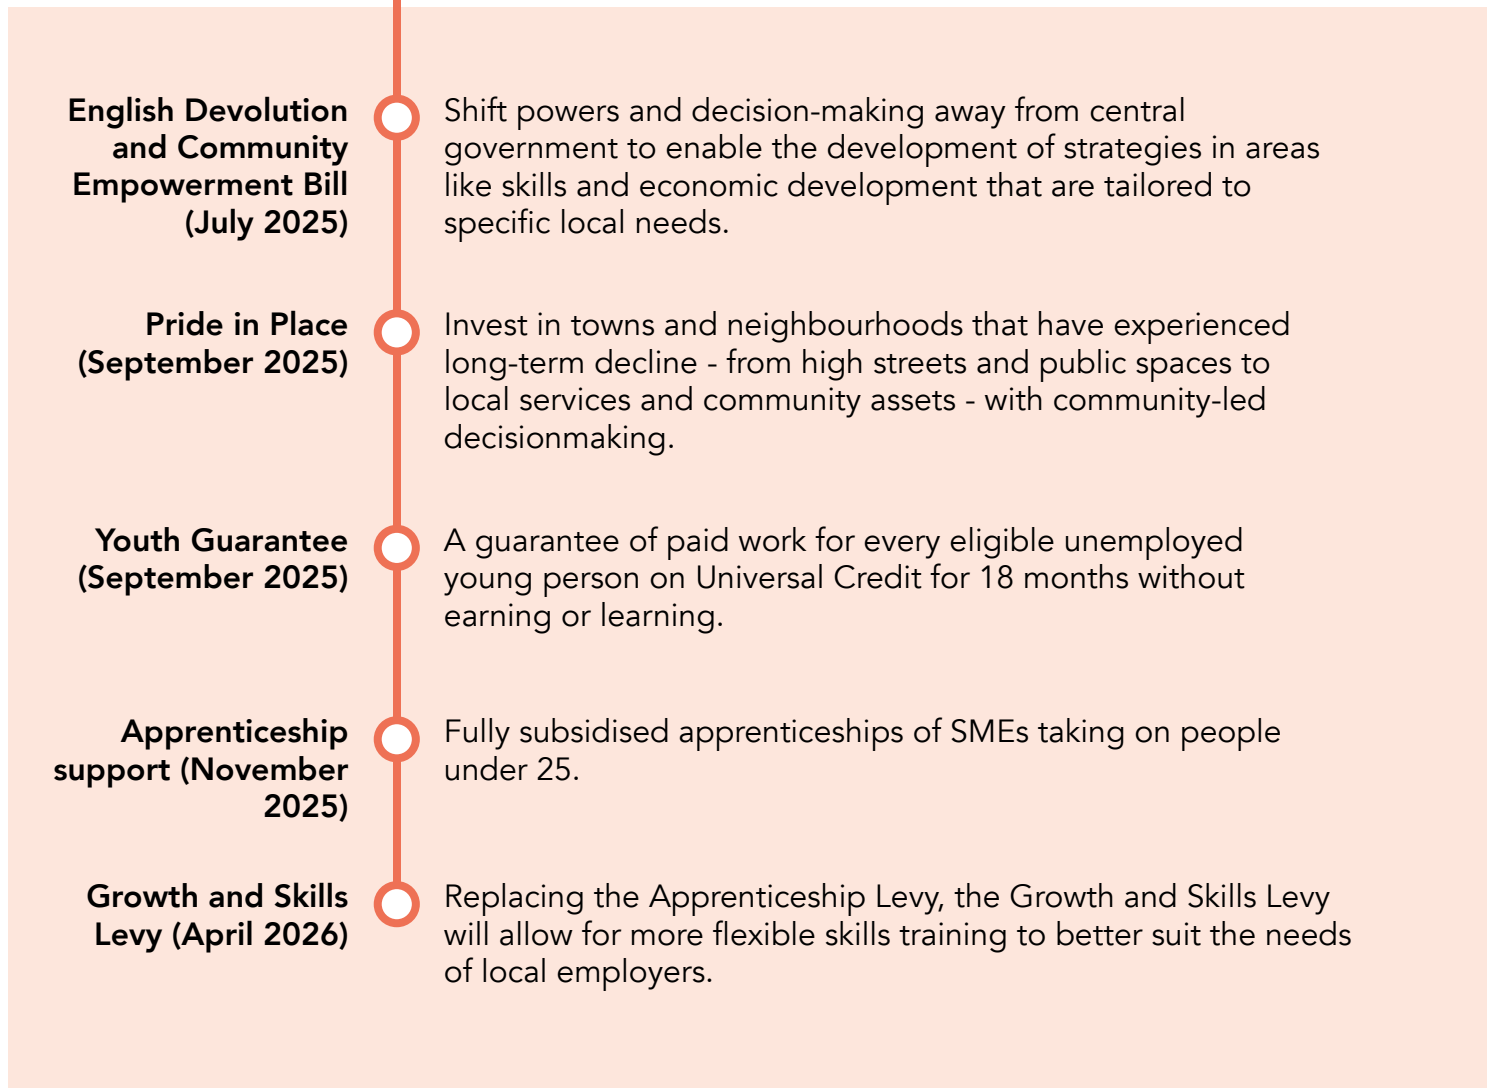 English Devolution
and Community
Empowerment Bill
(July 2025)
Shift powers and decision-making away from central
government to enable the development of strategies in areas
like skills and economic development that are tailored to
specific local needs.
Pride in Place
(September 2025)
Invest in towns and neighbourhoods that have experienced
long-term decline - from high streets and public spaces to
local services and community assets - with community-led
decisionmaking.
Youth Guarantee
(September 2025)
A guarantee of paid work for every eligible unemployed
young person on Universal Credit for 18 months without
earning or learning.
Apprenticeship
support (November
2025)
Fully subsidised apprenticeships of SMEs taking on people
under 25.
Growth and Skills
Levy (April 2026)
Replacing the Apprenticeship Levy, the Growth and Skills Levy
will allow for more flexible skills training to better suit the needs
of local employers.